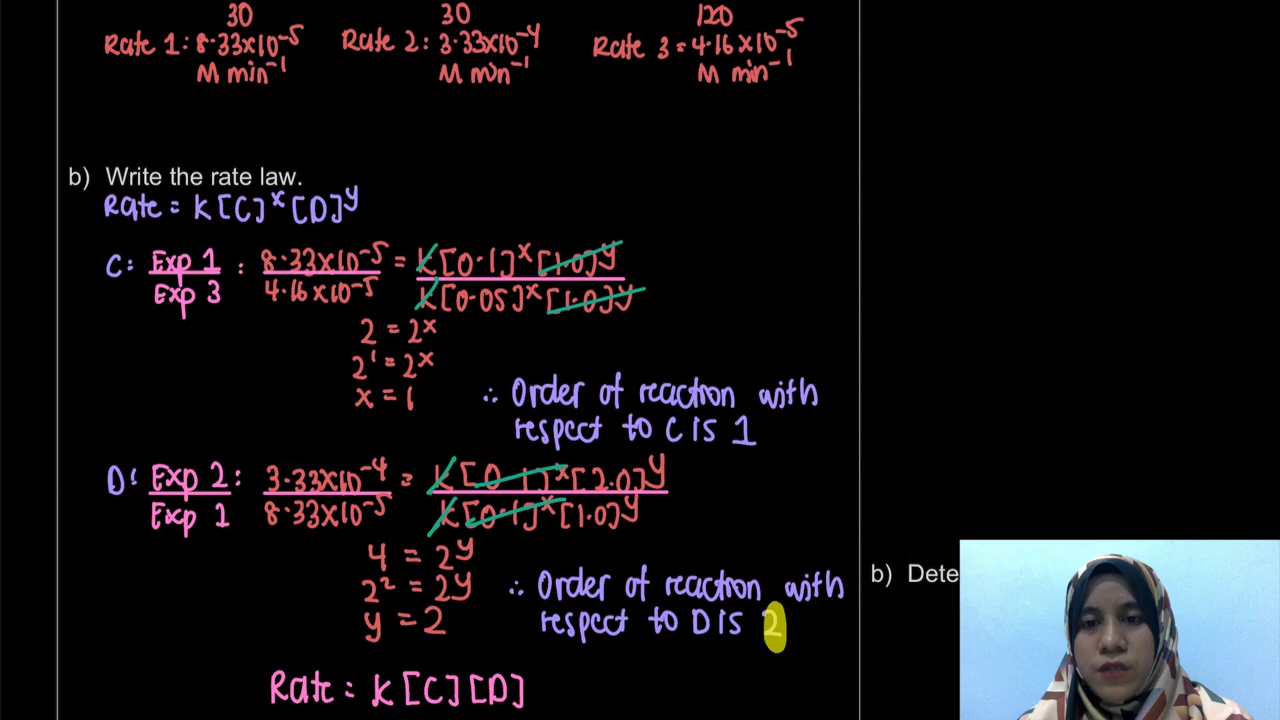 30 30 120
Rate 1: 8.33x10⁻⁵ Rate 2: 3.33x10⁻⁴ Rate 3 = 4.16x10⁻⁵
M min⁻¹ M min⁻¹ M min⁻¹
b) Write the rate law.
Rate = K[C]ˣ[D]ʸ
C: Exp 1 : 8.33x10⁻⁵ = K[0.1]ˣ[1.0]ʸ
Exp 3 4.16x10⁻⁵ K[0.05]ˣ[1.0]ʸ
2 = 2ˣ
2¹ = 2ˣ
x = 1
∴ Order of reaction with
respect to C is 1
D: Exp 2: 3.33x10⁻⁴ = K[0.1]ˣ[2.0]ʸ
Exp 1 8.33x10⁻⁵ K[0.1]ˣ[1.0]ʸ
4 = 2ʸ
2² = 2ʸ
y = 2
∴ Order of reaction with
respect to D is 2
Rate = K[C][D]
b) Dete